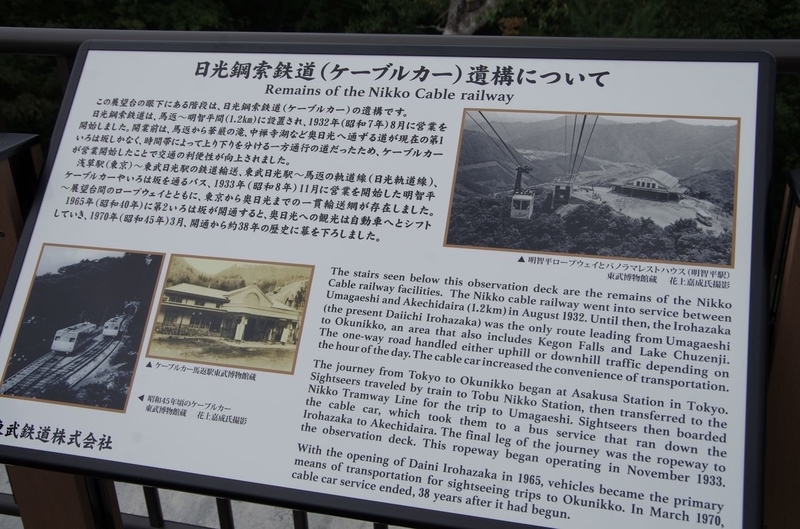 日光鋼索鉄道(ケーブルカー)遺構について
Remains of the Nikko Cable railway
この展望台の眼下にある階段は、日光鋼索鉄道(ケーブルカー)の遺構です。
日光鋼索鉄道は、馬返〜明智平間(1.2km)に設置され、1932年(昭和7年)8月に営業を
開始しました。開業前は、馬返から華厳の滝、中禅寺湖など奥日光へ通ずる道が現在の第1
いろは坂しかなく、時間帯によって上り下りを分ける一方通行の道だったため、ケーブルカー
が営業開始したことで交通の利便性が向上されました。
浅草駅(東京)〜東武日光駅の鉄道輸送、東武日光駅〜馬返の軌道線(日光軌道線)、
ケーブルカーやいろは坂を通るバス、1933年(昭和8年)11月に営業を開始した明智平
〜展望台間のロープウェイとともに、東京から奥日光までの一貫輸送網が存在しました。
1965年(昭和40年)に第2いろは坂が開通すると、奥日光への観光は自動車へとシフト
していき、1970年(昭和45年)3月、開通から約38年の歴史に幕を下ろしました。
▲ 明智平ロープウェイとパノラマレストハウス(明智平駅)
東武博物館蔵 花上嘉成氏撮影
▲ ケーブルカー馬返駅東武博物館蔵
◀ 昭和45年頃のケーブルカー
東武博物館蔵 花上嘉成氏撮影
東武鉄道株式会社
The stairs seen below this observation deck are the remains of the Nikko
Cable railway facilities. The Nikko cable railway went into service between
Umagaeshi and Akechidaira (1.2km) in August 1932. Until then, the Irohazaka
(the present Daiichi Irohazaka) was the only route leading from Umagaeshi
to Okunikko, an area that also includes Kegon Falls and Lake Chuzenji.
The one-way road handled either uphill or downhill traffic depending on
the hour of the day. The cable car increased the convenience of transportation.
The journey from Tokyo to Okunikko began at Asakusa Station in Tokyo.
Sightseers traveled by train to Tobu Nikko Station, then transferred to the
Nikko Tramway Line for the trip to Umagaeshi. Sightseers then boarded
the cable car, which took them to a bus service that ran down the
Irohazaka to Akechidaira. The final leg of the journey was the ropeway to
the observation deck. This ropeway began operating in November 1933.
With the opening of Daini Irohazaka in 1965, vehicles became the primary
means of transportation for sightseeing trips to Okunikko. In March 1970,
cable car service ended, 38 years after it had begun.